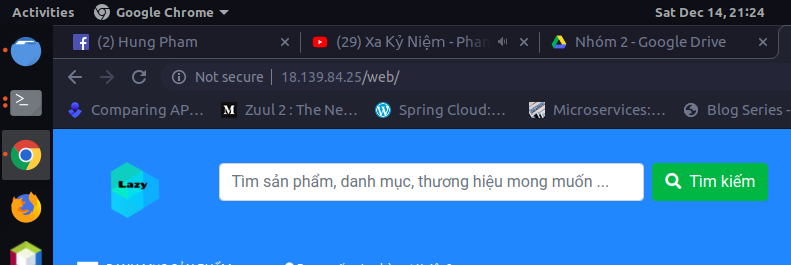 Activities Google Chrome Sat Dec 14, 21:24
(2) Hung Pham (29) Xa Kỷ Niệm - Phan Nhóm 2 - Google Drive
Not secure 18.139.84.25/web/
Comparing AP... Zuul 2 : The Ne... Spring Cloud:... Microservices:... Blog Series -
Lazy Tìm sản phẩm, danh mục, thương hiệu mong muốn ... Tìm kiếm